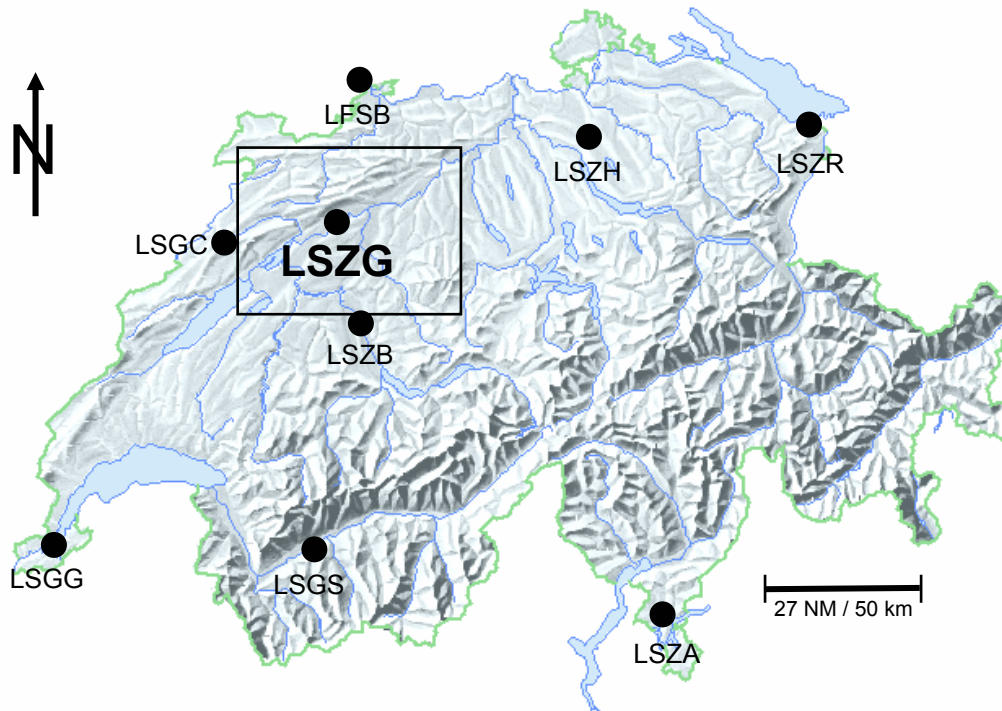 LFSB
N
LSZH
LSZR
LSGC
LSZG
LSZB
LSGG
LSGS
27 NM / 50 km
LSZA